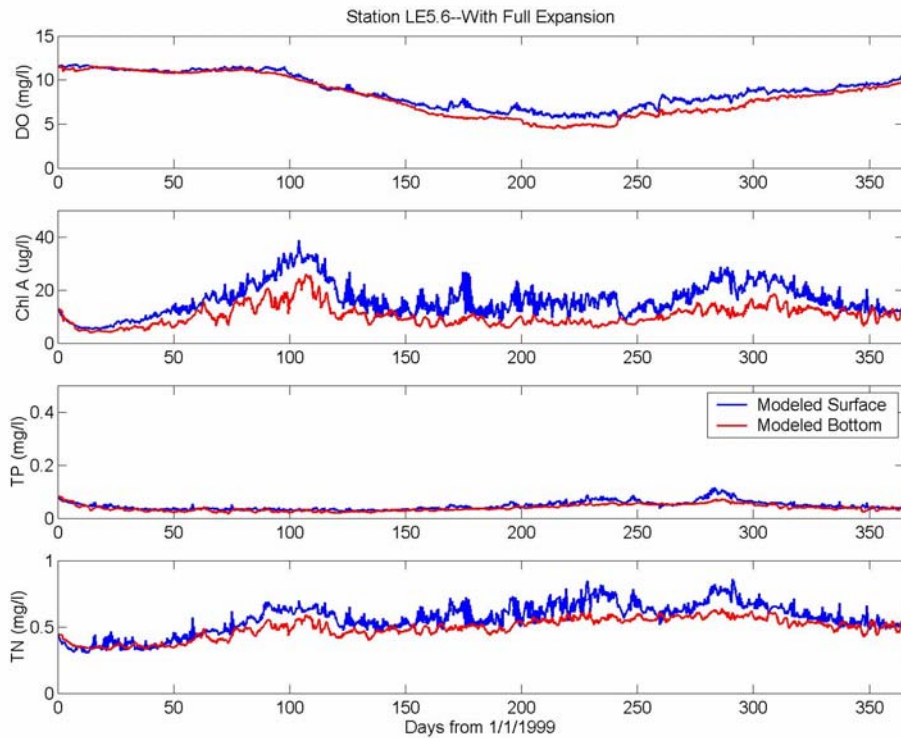 Station LE5.6--With Full Expansion
15
10
5
0
DO (mg/l)
0 50 100 150 200 250 300 350
40
20
0
Chl A (ug/l)
0 50 100 150 200 250 300 350
0.4
0.2
0
TP (mg/l)
Modeled Surface
Modeled Bottom
0 50 100 150 200 250 300 350
1
0.5
0
TN (mg/l)
0 50 100 150 200 250 300 350
Days from 1/1/1999